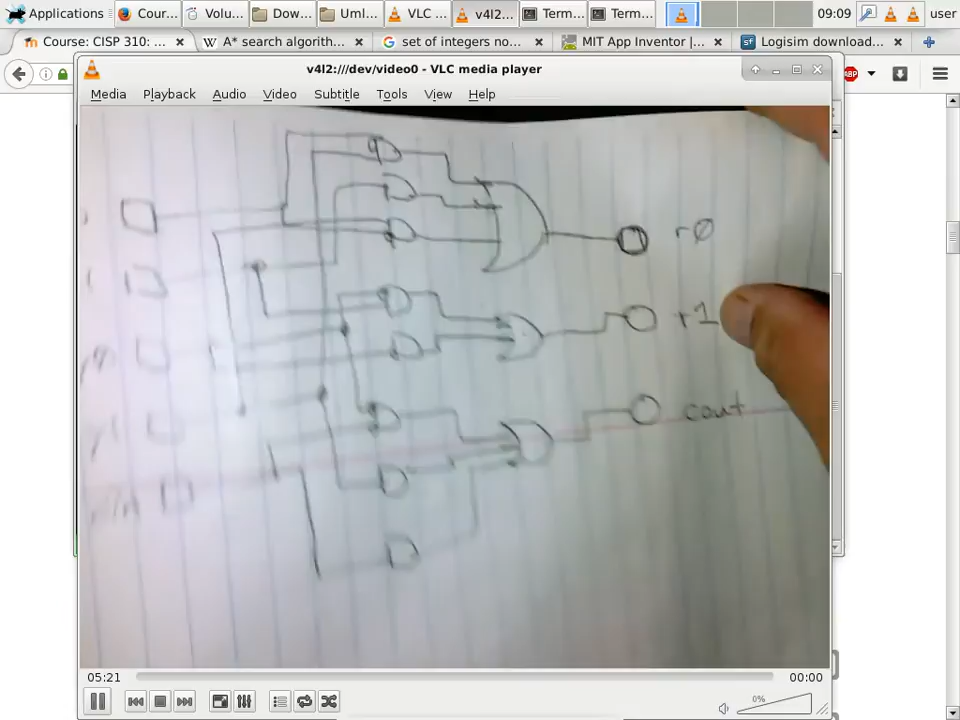 Applications
Cour...
Volu...
Dow...
Uml...
VLC ...
v4l2...
Term...
Term...
09:09
user
Course: CISP 310: ...
W A* search algorith...
G set of integers no...
MIT App Inventor |...
sf Logisim download...
ABP
v4l2:///dev/video0 - VLC media player
Media Playback Audio Video Subtitle Tools View Help
r0
r1
cout
05:21
00:00
0%